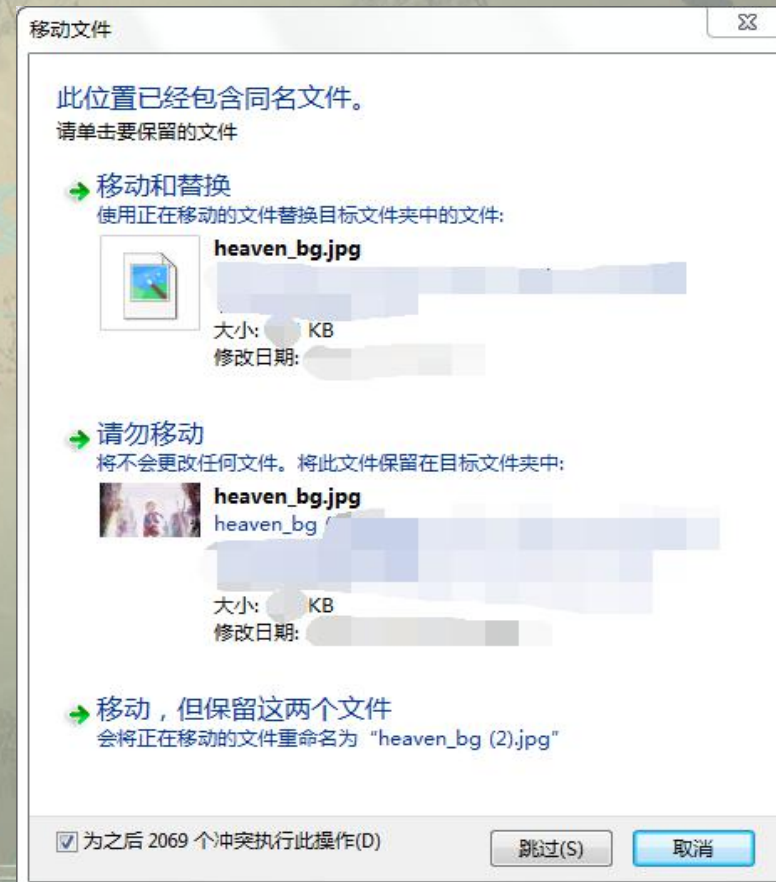 移动文件
此位置已经包含同名文件。
请单击要保留的文件
移动和替换
使用正在移动的文件替换目标文件夹中的文件:
heaven_bg.jpg
大小: KB
修改日期:
请勿移动
将不会更改任何文件。将此文件保留在目标文件夹中:
heaven_bg.jpg
heaven_bg (
大小: KB
修改日期:
移动，但保留这两个文件
会将正在移动的文件重命名为“heaven_bg (2).jpg”
为之后 2069 个冲突执行此操作(D)
跳过(S)
取消